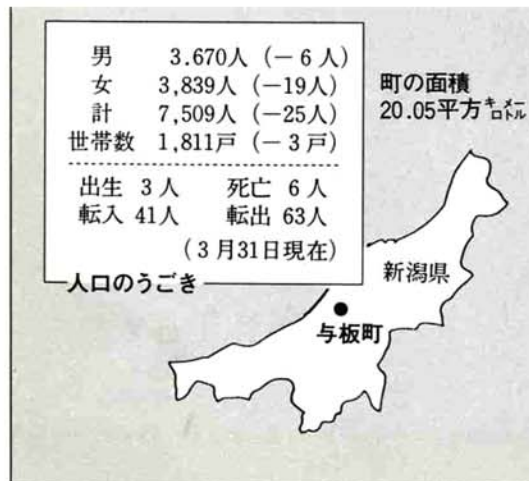 男 3.670人 (－6人)
女 3,839人 (－19人)
計 7,509人 (－25人)
世帯数 1,811戸 (－3戸)
出生 3人 死亡 6人
転入 41人 転出 63人
(3月31日現在)
人口のうごき
町の面積
20.05平方キロメートル
新潟県
与板町